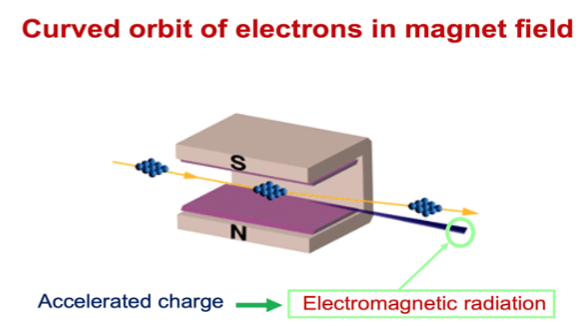 Curved orbit of electrons in magnet field
S
N
Accelerated charge
Electromagnetic radiation